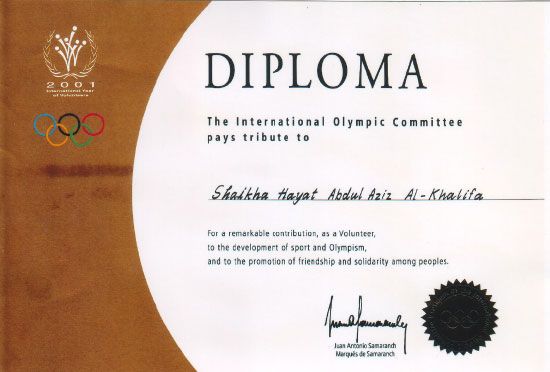 2001
International Year
of Volunteers
DIPLOMA
The International Olympic Committee
pays tribute to
Shaikha Hayat Abdul Aziz Al-Khalifa
For a remarkable contribution, as a Volunteer,
to the development of sport and Olympism,
and to the promotion of friendship and solidarity among peoples.
Juan Antonio Samaranch
Marqués de Samaranch